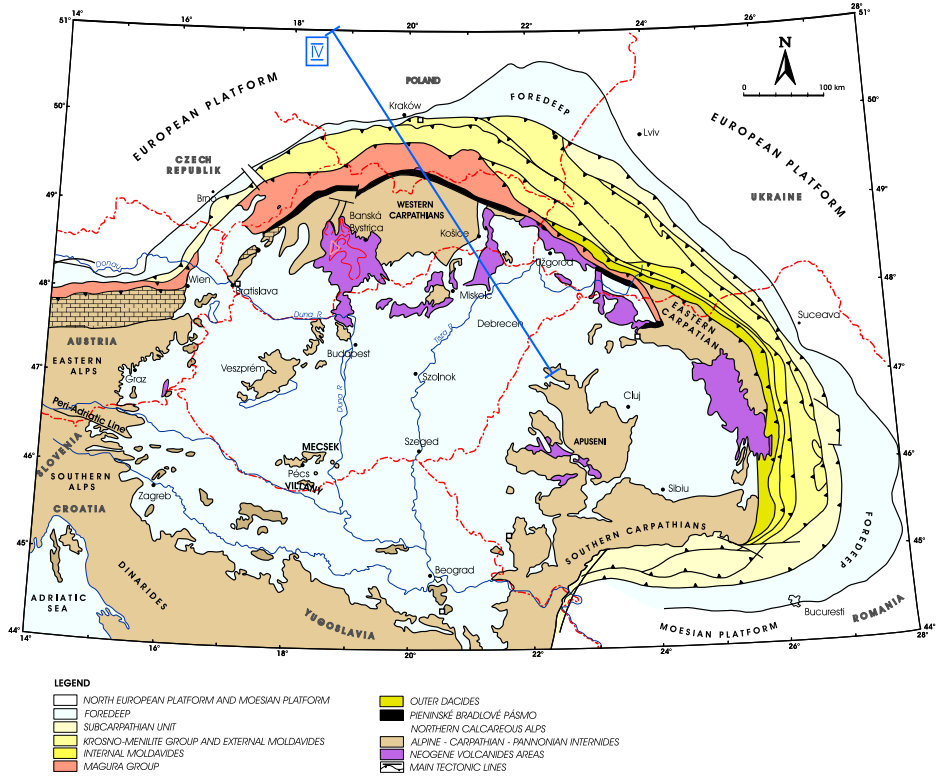 51°
14°
16°
18°
20°
22°
24°
26°
28°
51°
IV
POLAND
N
0
100 km
EUROPEAN PLATFORM
FOREDEEP
50°
Kraków
Lviv
50°
EUROPEAN PLATFORM
CZECH
REPUBLIK
UKRAINE
49°
Brno
WESTERN
CARPATHIANS
49°
Banská
Bystrica
Košice
Užgorod
Donau
Wien
48°
Bratislava
Miskolc
48°
Duna R.
Tisza R.
Debrecen
EASTERN
CARPATIAN
Suceava
AUSTRIA
EASTERN
ALPS
Budapest
47°
Graz
Veszprém
Szolnok
47°
Duna R.
Cluj
Peri-Adriatic Line
MECSEK
Szeged
APUSENI
46°
SLOVENIA
Pécs
VILLÁNY
46°
SOUTHERN
ALPS
Zagreb
Sibiu
CROATIA
SOUTHERN CARPATHIANS
FOREDEEP
45°
45°
DINARIDES
Beograd
ADRIATIC
SEA
YUGOSLAVIA
Bucuresti
ROMANIA
MOESIAN PLATFORM
44°
44°
14°
16°
18°
20°
22°
24°
26°
28°
LEGEND
NORTH EUROPEAN PLATFORM AND MOESIAN PLATFORM
FOREDEEP
SUBCARPATHIAN UNIT
KROSNO-MENILITE GROUP AND EXTERNAL MOLDAVIDES
INTERNAL MOLDAVIDES
MAGURA GROUP
OUTER DACIDES
PIENINSKÉ BRADLOVÉ PÁSMO
NORTHERN CALCAREOUS ALPS
ALPINE - CARPATHIAN - PANNONIAN INTERNIDES
NEOGENE VOLCANIDES AREAS
MAIN TECTONIC LINES